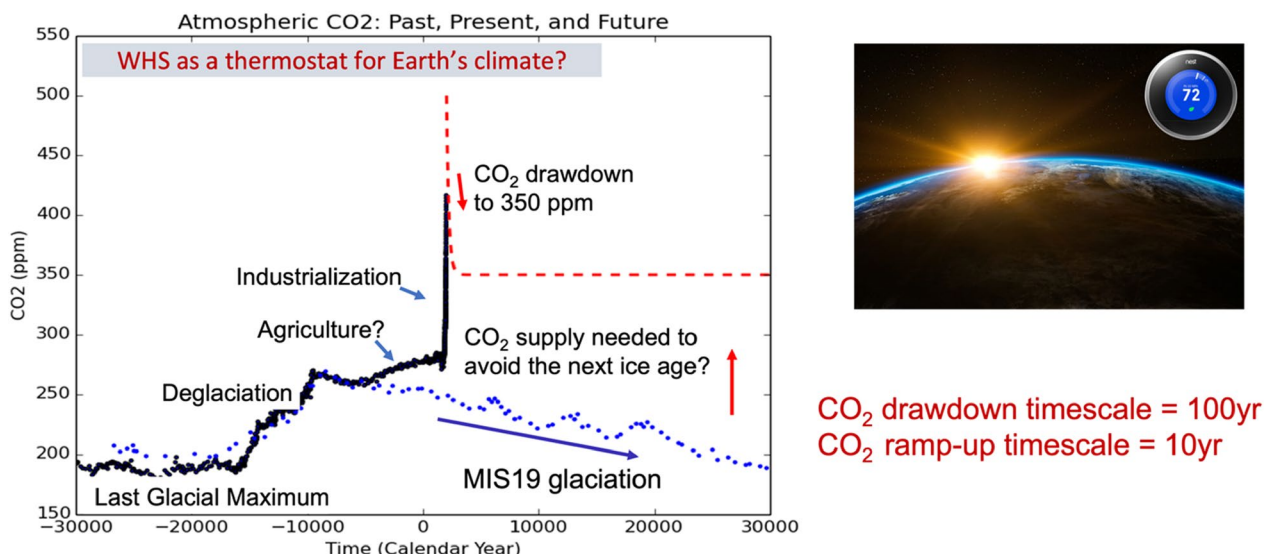 Atmospheric CO2: Past, Present, and Future
WHS as a thermostat for Earth's climate?
550
500
450
400
350
300
250
200
150
CO2 (ppm)
CO₂ drawdown
to 350 ppm
Industrialization
Agriculture?
CO₂ supply needed to
avoid the next ice age?
Deglaciation
MIS19 glaciation
Last Glacial Maximum
−30000 −20000 −10000 0 10000 20000 30000
Time (Calendar Year)
nest
72
CO₂ drawdown timescale = 100yr
CO₂ ramp-up timescale = 10yr